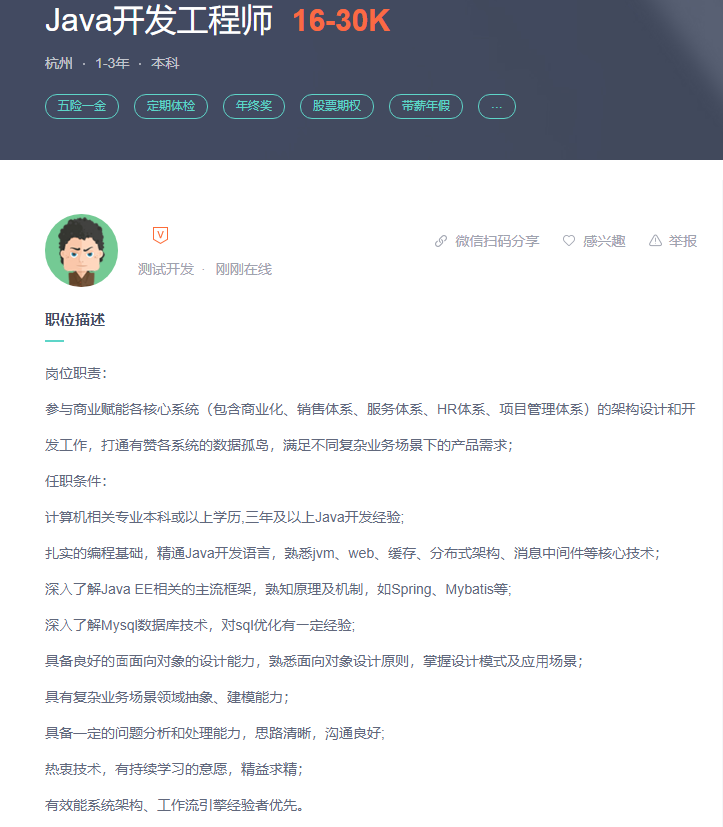 Java开发工程师 16-30K
杭州 · 1-3年 · 本科
五险一金 定期体检 年终奖 股票期权 带薪年假 ...
V
微信扫码分享 感兴趣 举报
测试开发 · 刚刚在线
职位描述
岗位职责：
参与商业赋能各核心系统（包含商业化、销售体系、服务体系、HR体系、项目管理体系）的架构设计和开
发工作，打通有赞各系统的数据孤岛，满足不同复杂业务场景下的产品需求；
任职条件：
计算机相关专业本科或以上学历,三年及以上Java开发经验;
扎实的编程基础，精通Java开发语言，熟悉jvm、web、缓存、分布式架构、消息中间件等核心技术；
深入了解Java EE相关的主流框架，熟知原理及机制，如Spring、Mybatis等;
深入了解Mysql数据库技术，对sql优化有一定经验;
具备良好的面面向对象的设计能力，熟悉面向对象设计原则，掌握设计模式及应用场景；
具有复杂业务场景领域抽象、建模能力；
具备一定的问题分析和处理能力，思路清晰，沟通良好;
热衷技术，有持续学习的意愿，精益求精；
有效能系统架构、工作流引擎经验者优先。